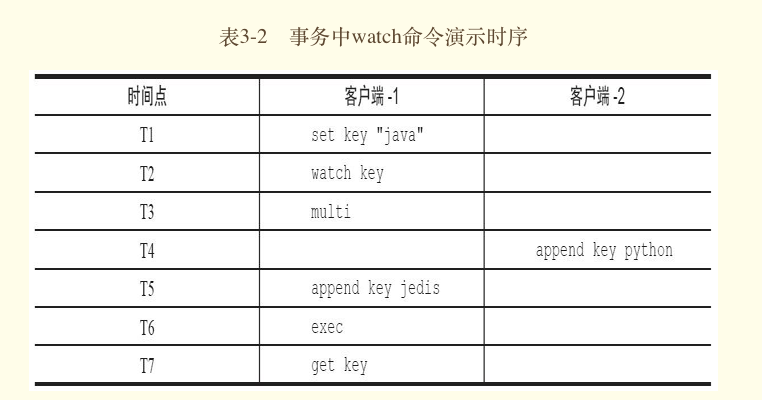 表3-2 事务中watch命令演示时序
时间点 客户端-1 客户端-2
T1 set key "java"
T2 watch key
T3 multi
T4 append key python
T5 append key jedis
T6 exec
T7 get key